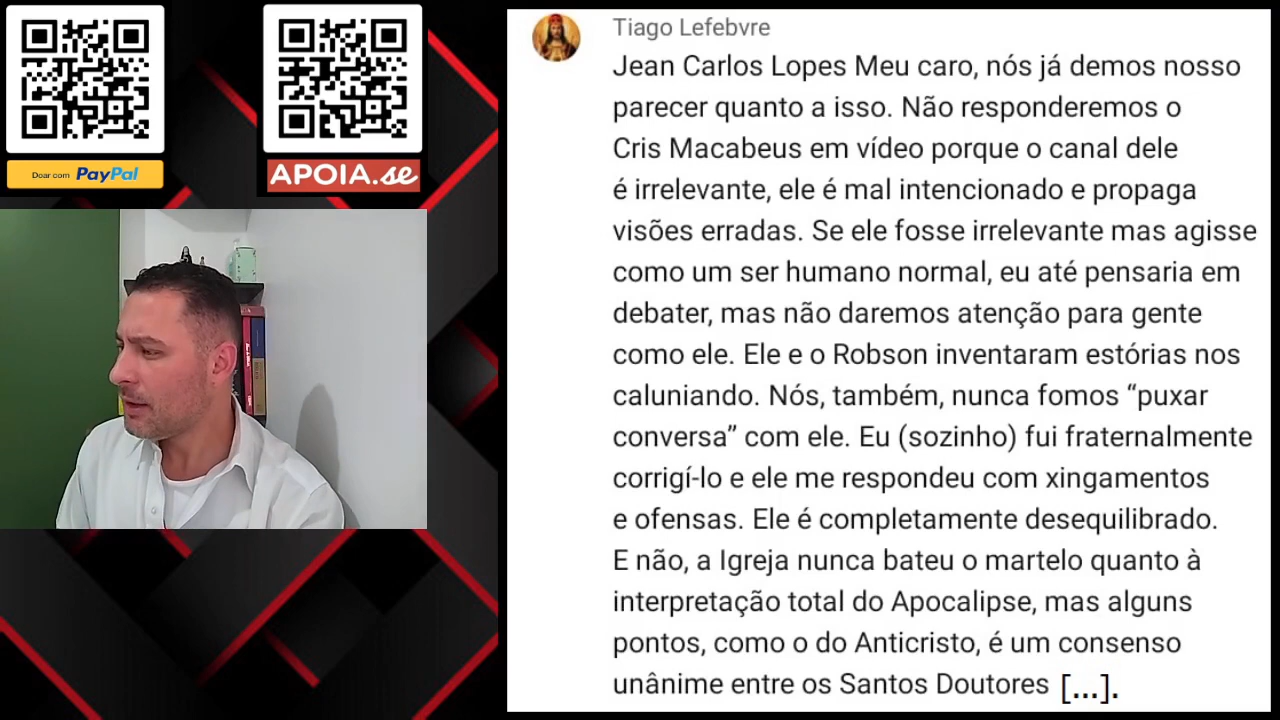 Doar com PayPal
APOIA.se
Tiago Lefebvre
Jean Carlos Lopes Meu caro, nós já demos nosso
parecer quanto a isso. Não responderemos o
Cris Macabeus em vídeo porque o canal dele
é irrelevante, ele é mal intencionado e propaga
visões erradas. Se ele fosse irrelevante mas agisse
como um ser humano normal, eu até pensaria em
debater, mas não daremos atenção para gente
como ele. Ele e o Robson inventaram estórias nos
caluniando. Nós, também, nunca fomos “puxar
conversa” com ele. Eu (sozinho) fui fraternalmente
corrigí-lo e ele me respondeu com xingamentos
e ofensas. Ele é completamente desequilibrado.
E não, a Igreja nunca bateu o martelo quanto à
interpretação total do Apocalipse, mas alguns
pontos, como o do Anticristo, é um consenso
unânime entre os Santos Doutores [...].